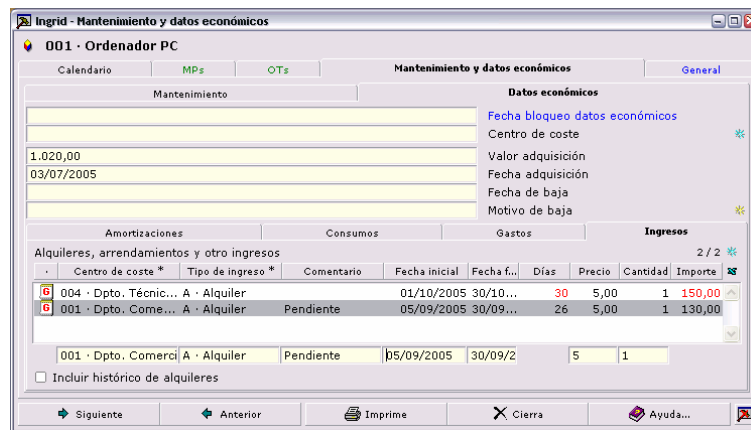 Ingrid - Mantenimiento y datos económicos
001 · Ordenador PC
Calendario MPs OTs Mantenimiento y datos económicos General
Mantenimiento Datos económicos
Fecha bloqueo datos económicos
Centro de coste
1.020,00 Valor adquisición
03/07/2005 Fecha adquisición
Fecha de baja
Motivo de baja
Amortizaciones Consumos Gastos Ingresos
Alquileres, arrendamientos y otro ingresos 2/2
· Centro de coste * Tipo de ingreso * Comentario Fecha inicial Fecha f... Días Precio Cantidad Importe
6 004 · Dpto. Técnic... A · Alquiler 01/10/2005 30/10... 30 5,00 1 150,00
6 001 · Dpto. Come... A · Alquiler Pendiente 05/09/2005 30/09... 26 5,00 1 130,00
001 · Dpto. Comerci A · Alquiler Pendiente 05/09/2005 30/09/2 5 1
Incluir histórico de alquileres
Siguiente Anterior Imprime Cierra Ayuda...